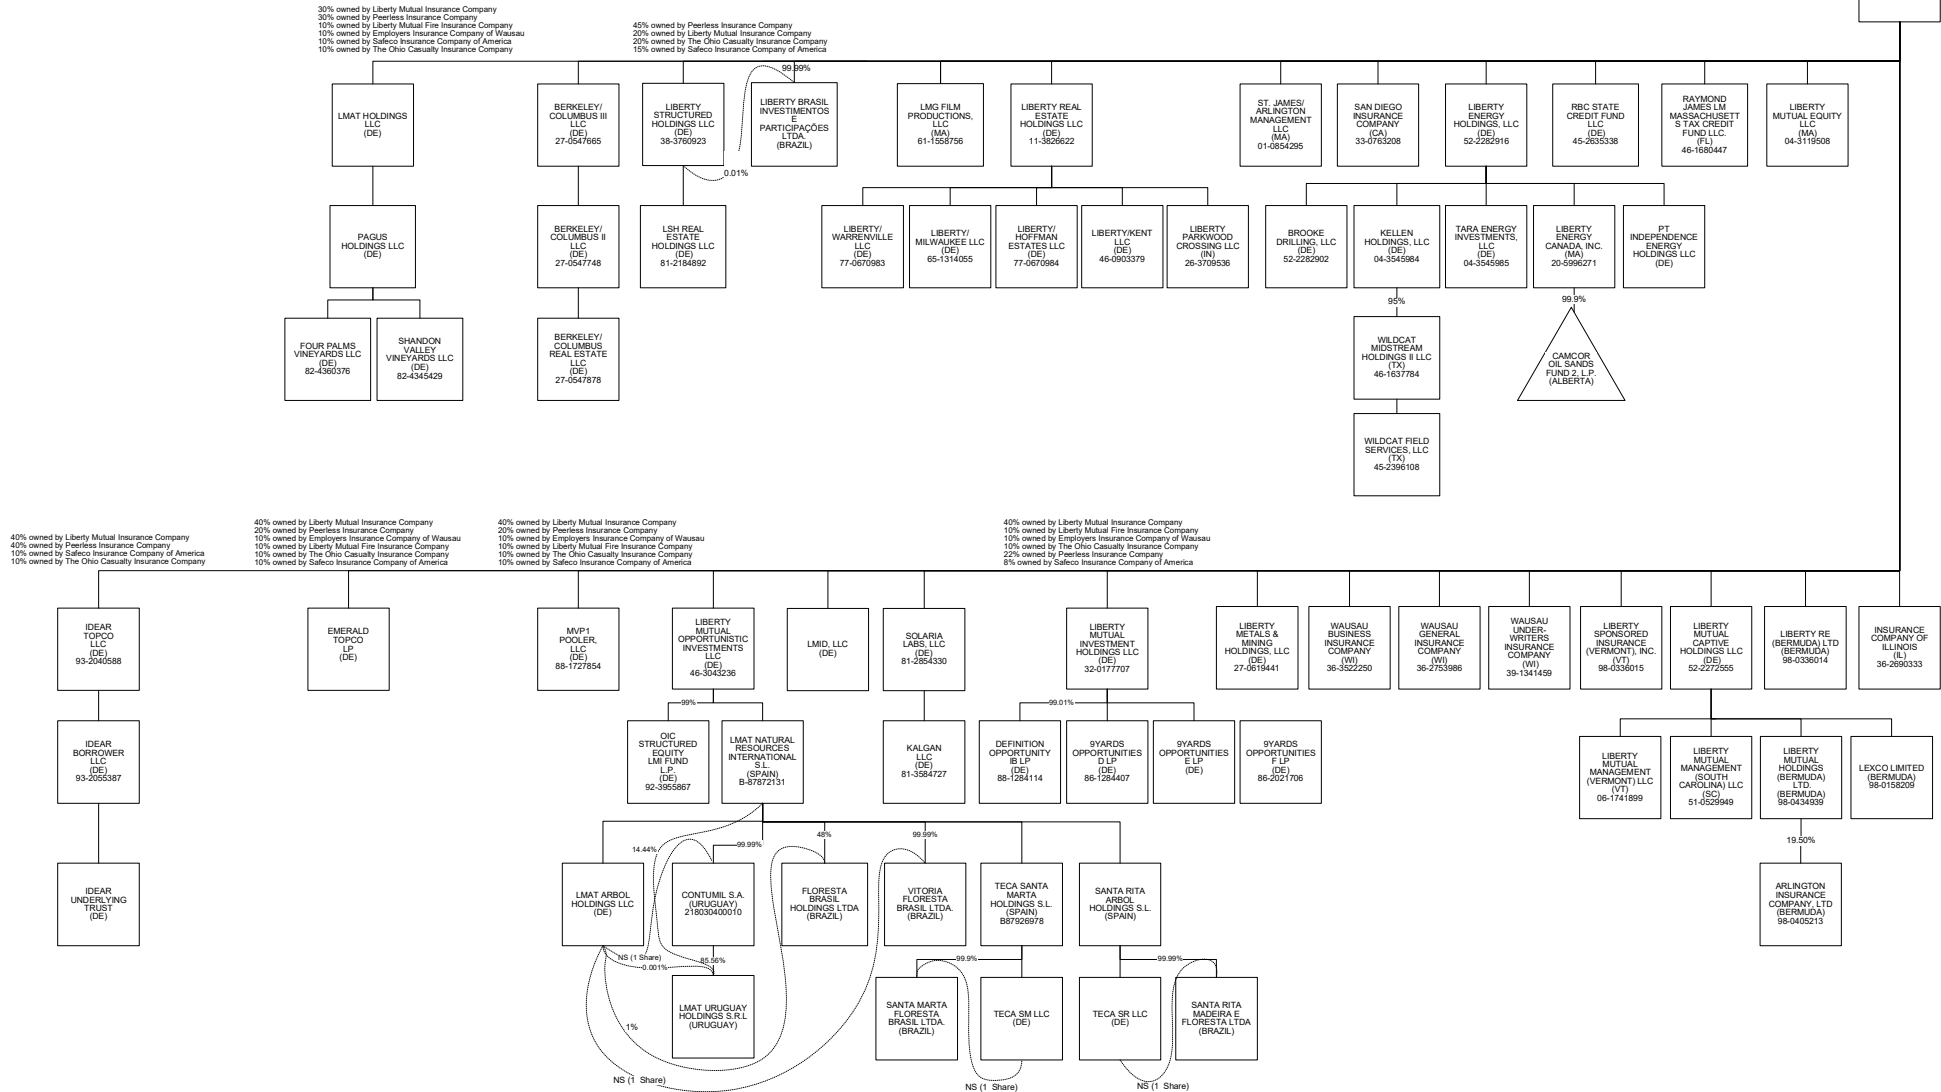 30% owned by Liberty Mutual Insurance Company
30% owned by Peerless Insurance Company
10% owned by Liberty Mutual Fire Insurance Company
10% owned by Employers Insurance Company of Wausau
10% owned by Safeco Insurance Company of America
10% owned by The Ohio Casualty Insurance Company
45% owned by Peerless Insurance Company
20% owned by Liberty Mutual Insurance Company
20% owned by The Ohio Casualty Insurance Company
15% owned by Safeco Insurance Company of America
99.99%
LMAT HOLDINGS
LLC
(DE)
BERKELEY/
COLUMBUS III
LLC
(DE)
27-0547665
LIBERTY
STRUCTURED
HOLDINGS LLC
(DE)
38-3760923
LIBERTY BRASIL
INVESTIMENTOS
E
PARTICIPAÇÕES
LTDA.
(BRAZIL)
LMG FILM
PRODUCTIONS,
LLC
(MA)
61-1558756
LIBERTY REAL
ESTATE
HOLDINGS LLC
(DE)
11-3826622
ST. JAMES/
ARLINGTON
MANAGEMENT
LLC
(MA)
01-0854295
SAN DIEGO
INSURANCE
COMPANY
(CA)
33-0763208
LIBERTY
ENERGY
HOLDINGS, LLC
(DE)
52-2282916
RBC STATE
CREDIT FUND
LLC
(DE)
45-2635338
RAYMOND
JAMES LM
MASSACHUSETT
S TAX CREDIT
FUND LLC.
(FL)
46-1680447
LIBERTY
MUTUAL EQUITY
LLC
(MA)
04-3119508
0.01%
PAGUS
HOLDINGS LLC
(DE)
BERKELEY/
COLUMBUS II
LLC
(DE)
27-0547748
LSH REAL
ESTATE
HOLDINGS LLC
(DE)
81-2184892
LIBERTY/
WARRENVILLE
LLC
(DE)
77-0670983
LIBERTY/
MILWAUKEE LLC
(DE)
65-1314055
LIBERTY/
HOFFMAN
ESTATES LLC
(DE)
77-0670984
LIBERTY/KENT
LLC
(DE)
46-0903379
LIBERTY
PARKWOOD
CROSSING LLC
(IN)
26-3709536
BROOKE
DRILLING, LLC
(DE)
52-2282902
KELLEN
HOLDINGS, LLC
(DE)
04-3545984
TARA ENERGY
INVESTMENTS,
LLC
(DE)
04-3545985
LIBERTY
ENERGY
CANADA, INC.
(MA)
20-5996271
PT
INDEPENDENCE
ENERGY
HOLDINGS LLC
(DE)
95%
99.9%
FOUR PALMS
VINEYARDS LLC
(DE)
82-4360376
SHANDON
VALLEY
VINEYARDS LLC
(DE)
82-4345429
BERKELEY/
COLUMBUS
REAL ESTATE
LLC
(DE)
27-0547878
WILDCAT
MIDSTREAM
HOLDINGS II LLC
(TX)
46-1637784
CAMCOR
OIL SANDS
FUND 2, L.P.
(ALBERTA)
WILDCAT FIELD
SERVICES, LLC
(TX)
45-2396108
40% owned by Liberty Mutual Insurance Company
40% owned by Peerless Insurance Company
10% owned by Safeco Insurance Company of America
10% owned by The Ohio Casualty Insurance Company
40% owned by Liberty Mutual Insurance Company
20% owned by Peerless Insurance Company
10% owned by Employers Insurance Company of Wausau
10% owned by Liberty Mutual Fire Insurance Company
10% owned by The Ohio Casualty Insurance Company
10% owned by Safeco Insurance Company of America
40% owned by Liberty Mutual Insurance Company
20% owned by Peerless Insurance Company
10% owned by Employers Insurance Company of Wausau
10% owned by Liberty Mutual Fire Insurance Company
10% owned by The Ohio Casualty Insurance Company
10% owned by Safeco Insurance Company of America
40% owned by Liberty Mutual Insurance Company
10% owned by Liberty Mutual Fire Insurance Company
10% owned by Employers Insurance Company of Wausau
10% owned by The Ohio Casualty Insurance Company
22% owned by Peerless Insurance Company
8% owned by Safeco Insurance Company of America
IDEAR
TOPCO
LLC
(DE)
93-2040588
EMERALD
TOPCO
LP
(DE)
MVP1
POOLER,
LLC
(DE)
88-1727854
LIBERTY
MUTUAL
OPPORTUNISTIC
INVESTMENTS
LLC
(DE)
46-3043236
LMID, LLC
(DE)
SOLARIA
LABS, LLC
(DE)
81-2854330
LIBERTY
MUTUAL
INVESTMENT
HOLDINGS LLC
(DE)
32-0177707
LIBERTY
METALS &
MINING
HOLDINGS, LLC
(DE)
27-0619441
WAUSAU
BUSINESS
INSURANCE
COMPANY
(WI)
36-3522250
WAUSAU
GENERAL
INSURANCE
COMPANY
(WI)
36-2753986
WAUSAU
UNDER-
WRITERS
INSURANCE
COMPANY
(WI)
39-1341459
LIBERTY
SPONSORED
INSURANCE
(VERMONT), INC.
(VT)
98-0336015
LIBERTY
MUTUAL
CAPTIVE
HOLDINGS LLC
(DE)
52-2272555
LIBERTY RE
(BERMUDA) LTD
(BERMUDA)
98-0336014
INSURANCE
COMPANY OF
ILLINOIS
(IL)
36-2690333
99%
99.01%
IDEAR
BORROWER
LLC
(DE)
93-2055387
OIC
STRUCTURED
EQUITY
LMI FUND
L.P.
(DE)
92-3955867
LMAT NATURAL
RESOURCES
INTERNATIONAL
S.L.
(SPAIN)
B-87872131
KALGAN
LLC
(DE)
81-3584727
DEFINITION
OPPORTUNITY
IB LP
(DE)
88-1284114
9YARDS
OPPORTUNITIES
D LP
(DE)
86-1284407
9YARDS
OPPORTUNITIES
E LP
(DE)
9YARDS
OPPORTUNITIES
F LP
(DE)
86-2021706
LIBERTY
MUTUAL
MANAGEMENT
(VERMONT) LLC
(VT)
06-1741899
LIBERTY
MUTUAL
MANAGEMENT
(SOUTH
CAROLINA) LLC
(SC)
51-0529949
LIBERTY
MUTUAL
HOLDINGS
(BERMUDA)
LTD.
(BERMUDA)
98-0434939
LEXCO LIMITED
(BERMUDA)
98-0158209
14.44%
99.99%
48%
99.99%
19.50%
IDEAR
UNDERLYING
TRUST
(DE)
LMAT ARBOL
HOLDINGS LLC
(DE)
CONTUMIL S.A.
(URUGUAY)
218030400010
FLORESTA
BRASIL
HOLDINGS LTDA
(BRAZIL)
VITORIA
FLORESTA
BRASIL LTDA.
(BRAZIL)
TECA SANTA
MARTA
HOLDINGS S.L.
(SPAIN)
B87926978
SANTA RITA
ARBOL
HOLDINGS S.L.
(SPAIN)
ARLINGTON
INSURANCE
COMPANY, LTD
(BERMUDA)
98-0405213
NS (1 Share)
0.001%
85.56%
99.9%
99.99%
LMAT URUGUAY
HOLDINGS S.R.L
(URUGUAY)
SANTA MARTA
FLORESTA
BRASIL LTDA.
(BRAZIL)
TECA SM LLC
(DE)
TECA SR LLC
(DE)
SANTA RITA
MADEIRA E
FLORESTA LTDA
(BRAZIL)
1%
NS (1 Share)
NS (1 Share)
NS (1 Share)